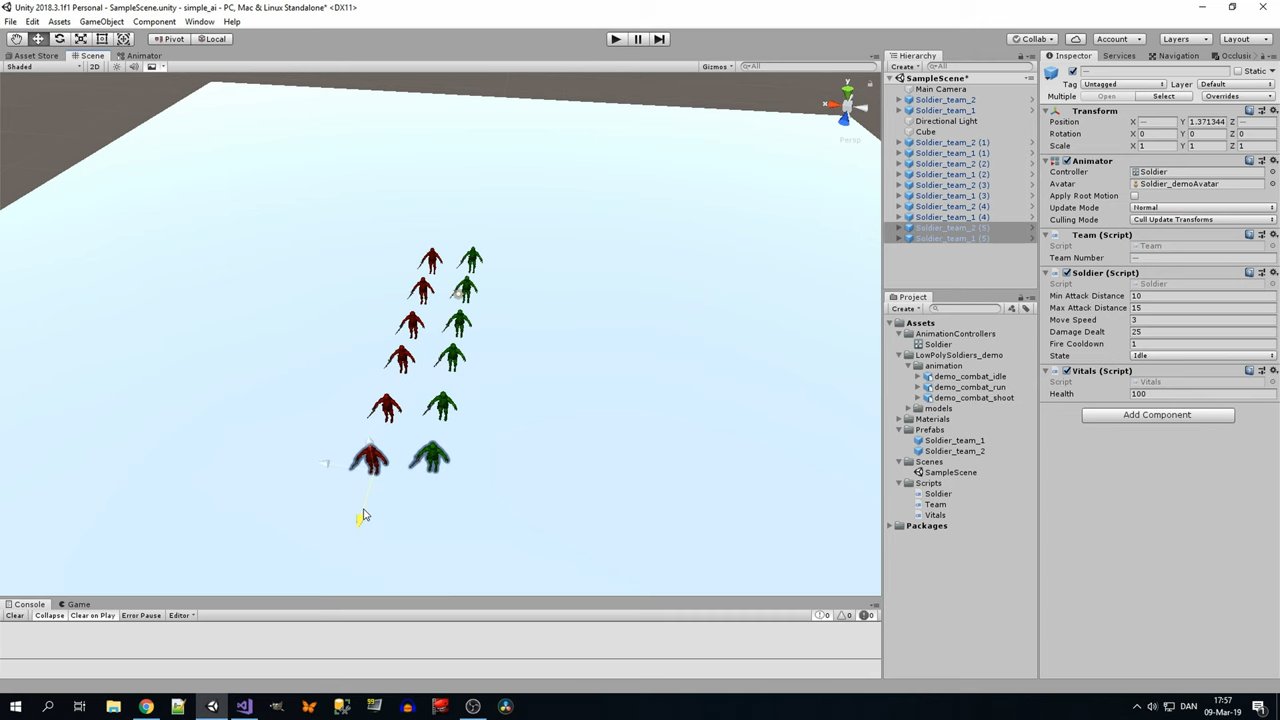 Unity 2018.3.1f1 Personal - SampleScene.unity - simple_ai - PC, Mac & Linux Standalone* <DX11>
File Edit Assets GameObject Component Window Help
Pivot Local Collab Account Layers Layout
Asset Store Scene Animator
Shaded 2D Gizmos All
y
x
Persp
Hierarchy
Create All
SampleScene*
Main Camera
Soldier_team_2
Soldier_team_1
Directional Light
Cube
Soldier_team_2 (1)
Soldier_team_1 (1)
Soldier_team_2 (2)
Soldier_team_1 (2)
Soldier_team_2 (3)
Soldier_team_1 (3)
Soldier_team_2 (4)
Soldier_team_1 (4)
Soldier_team_2 (5)
Soldier_team_1 (5)
Project
Create
Assets
AnimationControllers
Soldier
LowPolySoldiers_demo
animation
demo_combat_idle
demo_combat_run
demo_combat_shoot
models
Materials
Prefabs
Soldier_team_1
Soldier_team_2
Scenes
SampleScene
Scripts
Soldier
Team
Vitals
Packages
Inspector Services Navigation Occlusi
— Static
Tag Untagged Layer Default
Multiple Open Select Overrides
Transform
Position X — Y 1.371344 Z —
Rotation X 0 Y 0 Z 0
Scale X 1 Y 1 Z 1
Animator
Controller Soldier
Avatar Soldier_demoAvatar
Apply Root Motion
Update Mode Normal
Culling Mode Cull Update Transforms
Team (Script)
Script Team
Team Number —
Soldier (Script)
Script Soldier
Min Attack Distance 10
Max Attack Distance 15
Move Speed 3
Damage Dealt 25
Fire Cooldown 1
State Idle
Vitals (Script)
Script Vitals
Health 100
Add Component
Console Game
Clear Collapse Clear on Play Error Pause Editor 0 0 0
DAN 17:57
09-Mar-19